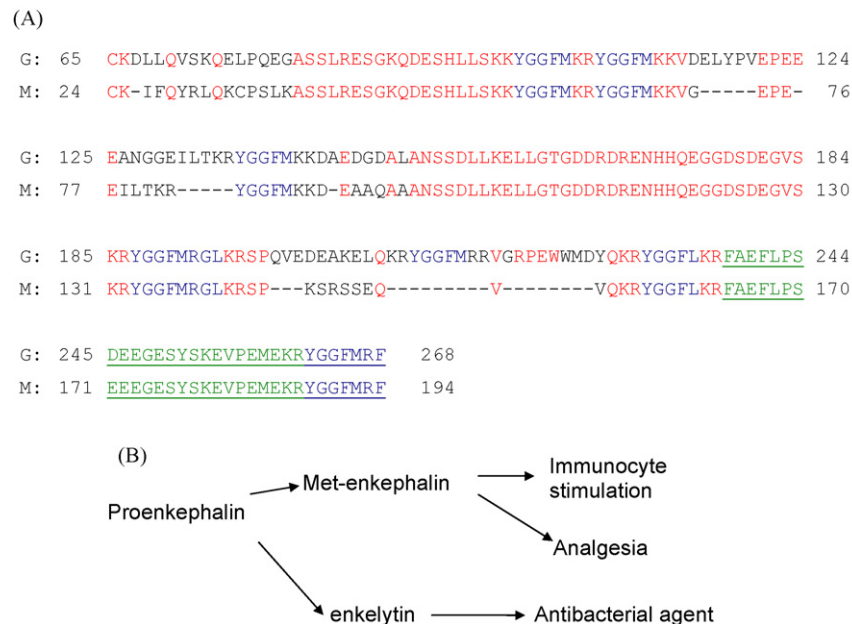 (A)
G: 65 CKDLLQVSKQELPQEGASSLRESGKQDESHLLSKKYGGFMKRYGGFMKKVDELYPVEPEE 124
M: 24 CK-IFQYRLQKCPSLKASSLRESGKQDESHLLSKKYGGFMKRYGGFMKKVG-----EPE- 76
G: 125 EANGGEILTKRYGGFMKKDAEDGDALANSSDLLKELLGTGDDRDRENHHQEGGDSDEGVS 184
M: 77 EILTKR-----YGGFMKKD-EAAQAAANSSDLLKELLGTGDDRDRENHHQEGGDSDEGVS 130
G: 185 KRYGGFMRGLKRSPQVEDEAKELQKRYGGFMRRVGRPEWWMDYQKRYGGFLKRFAEFLPS 244
M: 131 KRYGGFMRGLKRSP---KSRSSEQ---------V---------VQKRYGGFLKRFAEFLPS 170
G: 245 DEEGESYSKEVPEMEKRYGGFMRF 268
M: 171 EEEGESYSKEVPEMEKRYGGFMRF 194
(B)
Proenkephalin
Met-enkephalin
Immunocyte
stimulation
Analgesia
enkelytin
Antibacterial agent